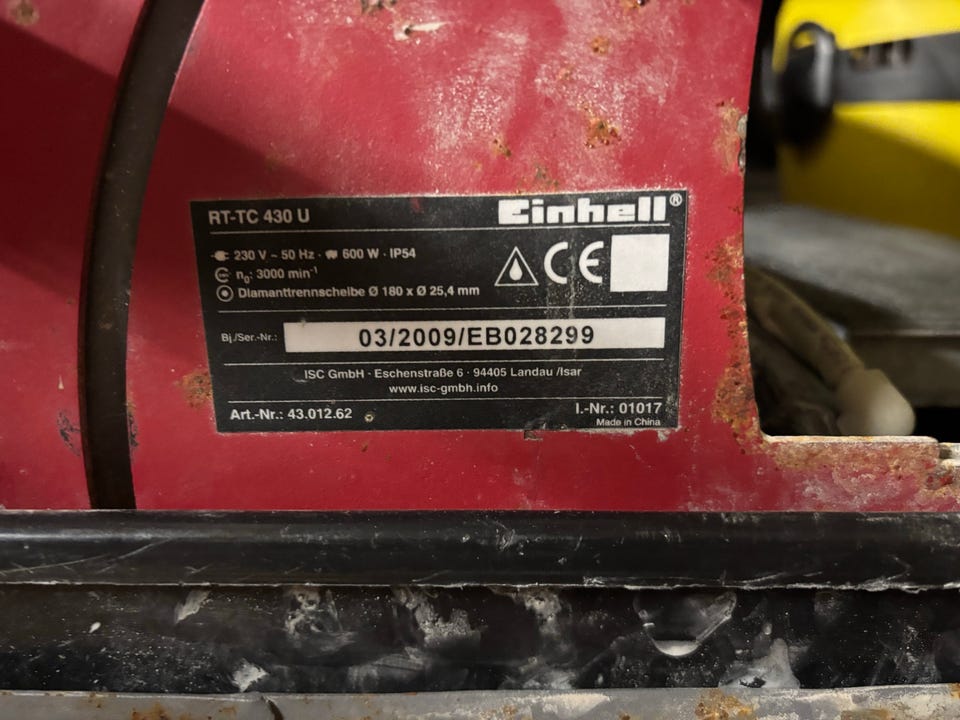 RT-TC 430 U
Einhell®
230 V ~ 50 Hz · 600 W · IP54
n₀: 3000 min⁻¹
Diamanttrennscheibe Ø 180 x Ø 25,4 mm
CE
Bj./Ser.-Nr.: 03/2009/EB028299
ISC GmbH · Eschenstraße 6 · 94405 Landau /Isar
www.isc-gmbh.info
Art.-Nr.: 43.012.62
I.-Nr.: 01017
Made in China